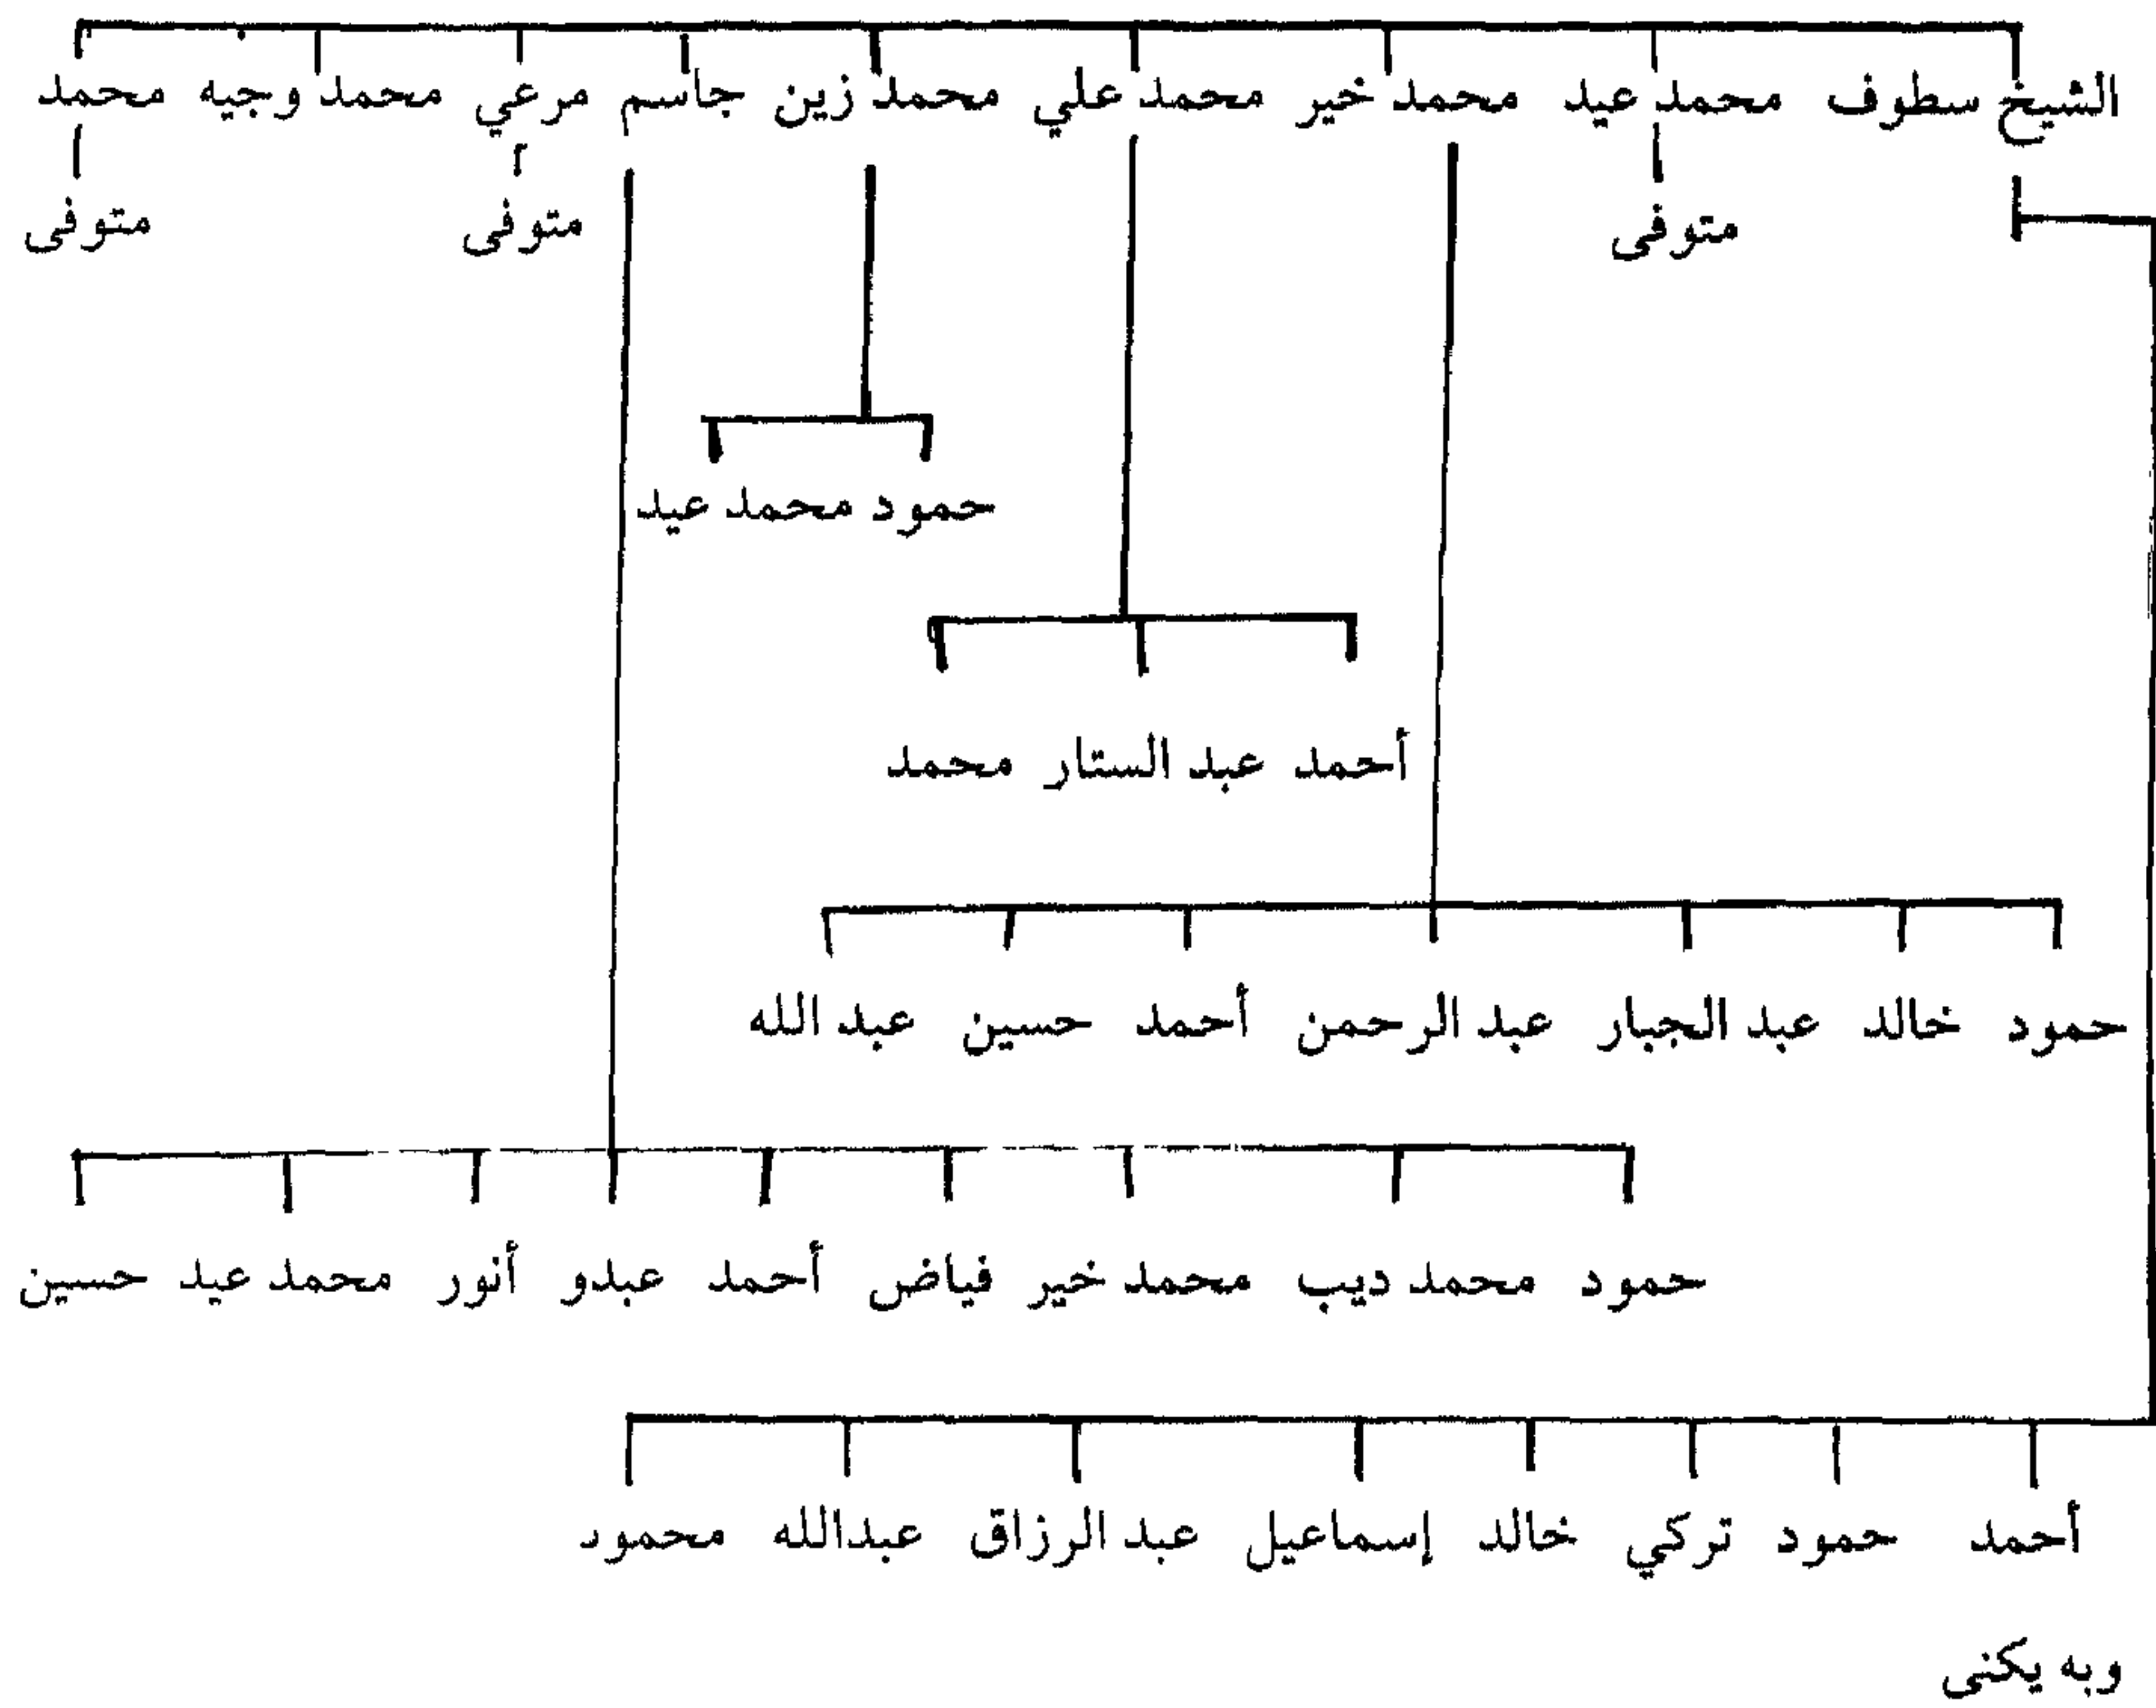 الشيخ سطوف محمد عيد محمد خير محمد علي محمد زين جاسم مرعي محمد وجيه محمد
متوفى متوفى متوفى
حمود محمد عيد
أحمد عبد الستار محمد
حمود خالد عبد الجبار عبد الرحمن أحمد حسين عبد الله
حمود محمد ديب محمد خير فياض أحمد عبدو أنور محمد عيد حسين
أحمد حمود تركي خالد إسماعيل عبد الرزاق عبدالله محمود
وبه يكنى